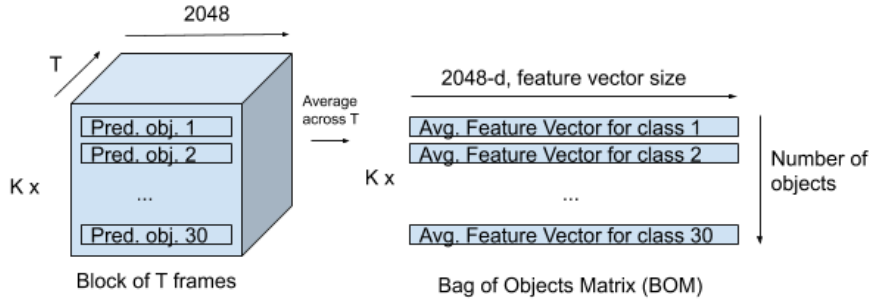 2048
T
Average
across T
2048-d, feature vector size
Pred. obj. 1
Avg. Feature Vector for class 1
Pred. obj. 2
Avg. Feature Vector for class 2
Number of
objects
K x
K x
...
...
Pred. obj. 30
Avg. Feature Vector for class 30
Block of T frames
Bag of Objects Matrix (BOM)